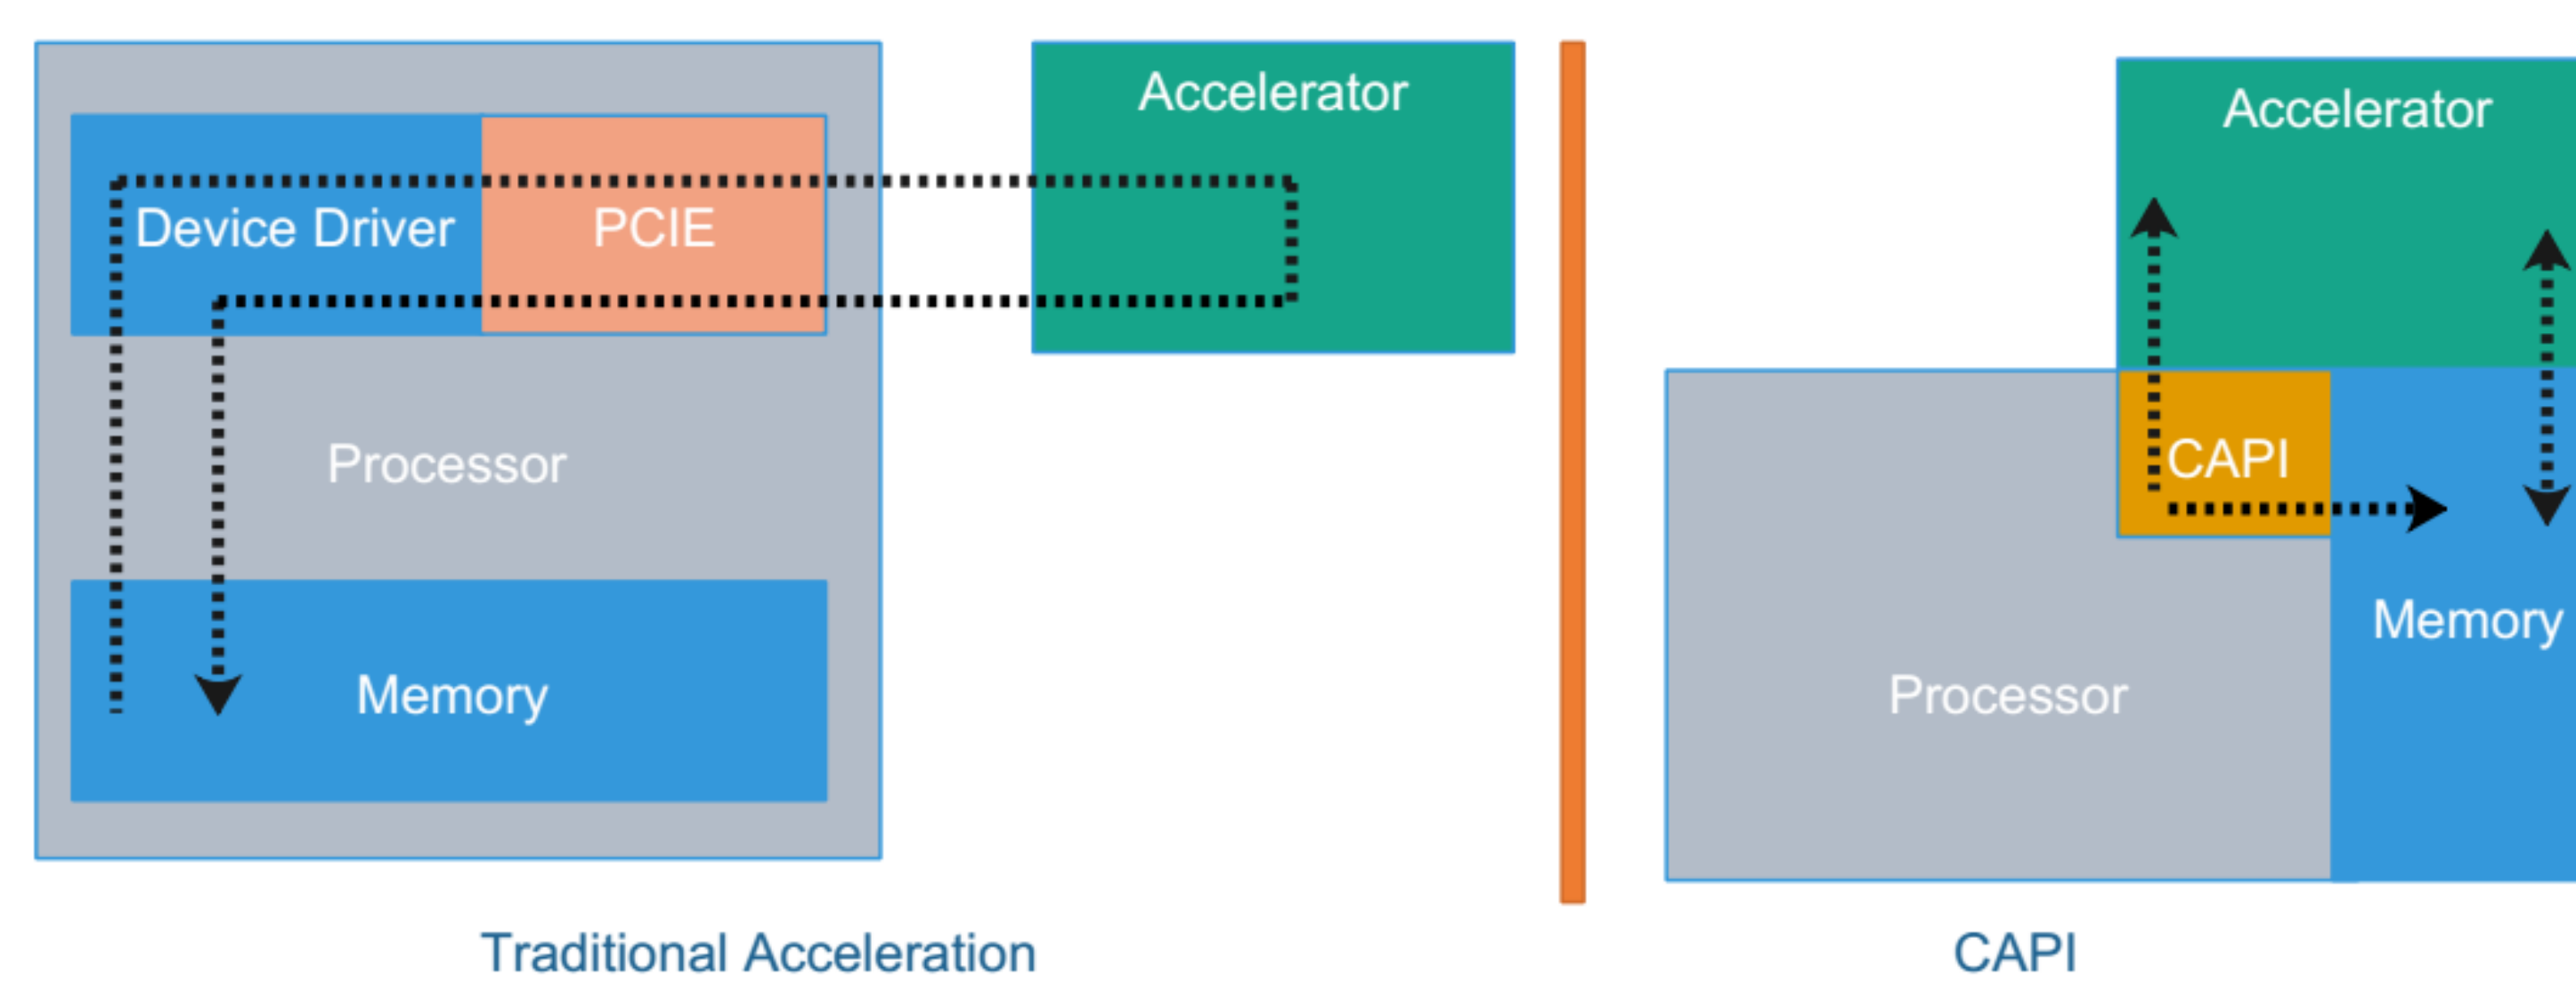 Accelerator
Device Driver
PCIE
Processor
Memory
Traditional Acceleration
Accelerator
CAPI
Memory
Processor
CAPI